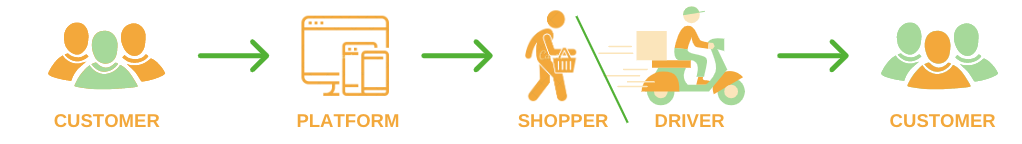 CUSTOMER
PLATFORM
SHOPPER
DRIVER
CUSTOMER